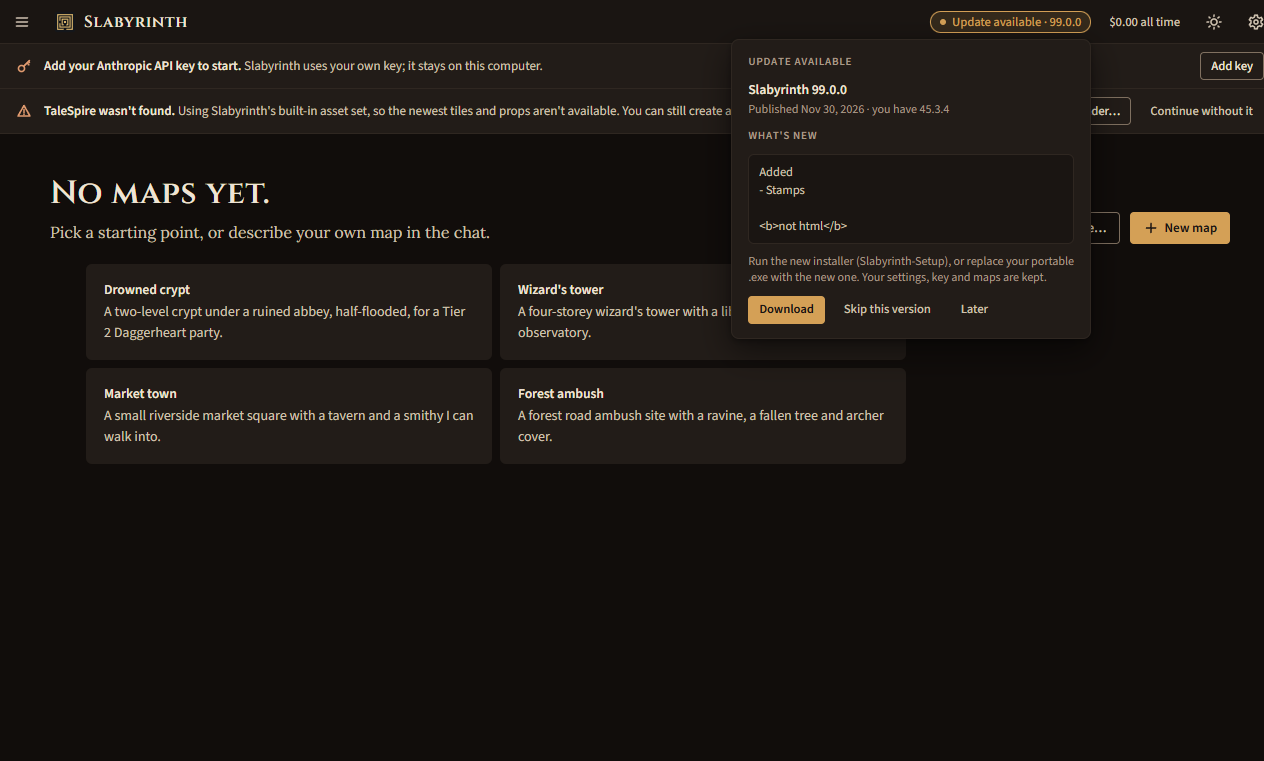 SLABYRINTH
Update available · 99.0.0
$0.00 all time
Add your Anthropic API key to start. Slabyrinth uses your own key; it stays on this computer.
Add key
TaleSpire wasn't found. Using Slabyrinth's built-in asset set, so the newest tiles and props aren't available. You can still create a
der...
Continue without it
UPDATE AVAILABLE
Slabyrinth 99.0.0
Published Nov 30, 2026 · you have 45.3.4
WHAT'S NEW
Added
- Stamps
<b>not html</b>
Run the new installer (Slabyrinth-Setup), or replace your portable
.exe with the new one. Your settings, key and maps are kept.
Download
Skip this version
Later
No maps yet.
Pick a starting point, or describe your own map in the chat.
e...
+ New map
Drowned crypt
A two-level crypt under a ruined abbey, half-flooded, for a Tier
2 Daggerheart party.
Wizard's tower
A four-storey wizard's tower with a
observatory.
Market town
A small riverside market square with a tavern and a smithy I can
walk into.
Forest ambush
A forest road ambush site with a ravine, a fallen tree and archer
cover.